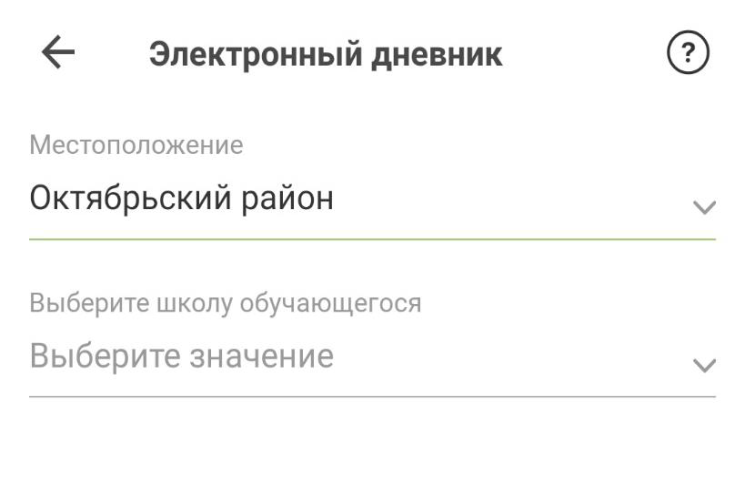 Электронный дневник
?
Местоположение
Октябрьский район
Выберите школу обучающегося
Выберите значение